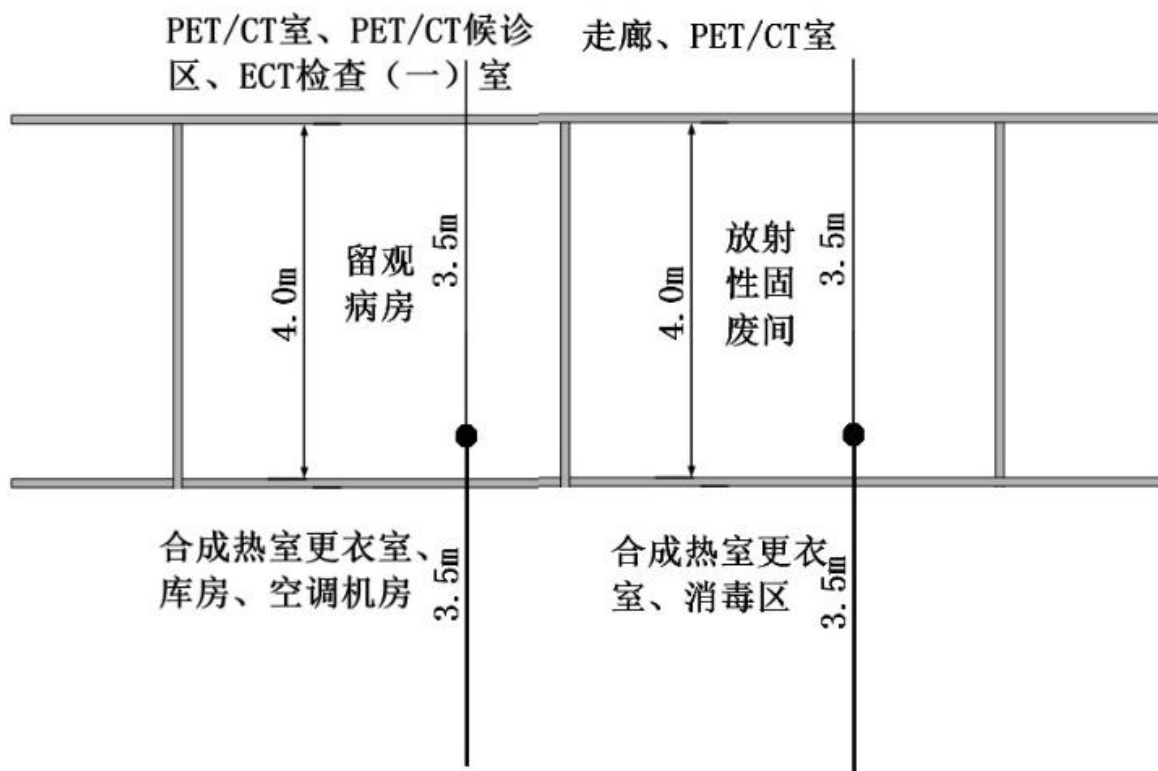 PET/CT室、PET/CT候诊
区、ECT检查（一）室
走廊、PET/CT室
4.0m
留观
病房
3.5m
4.0m
放射
性固
废间
3.5m
合成热室更衣室、
库房、空调机房
3.5m
合成热室更衣
室、消毒区
3.5m